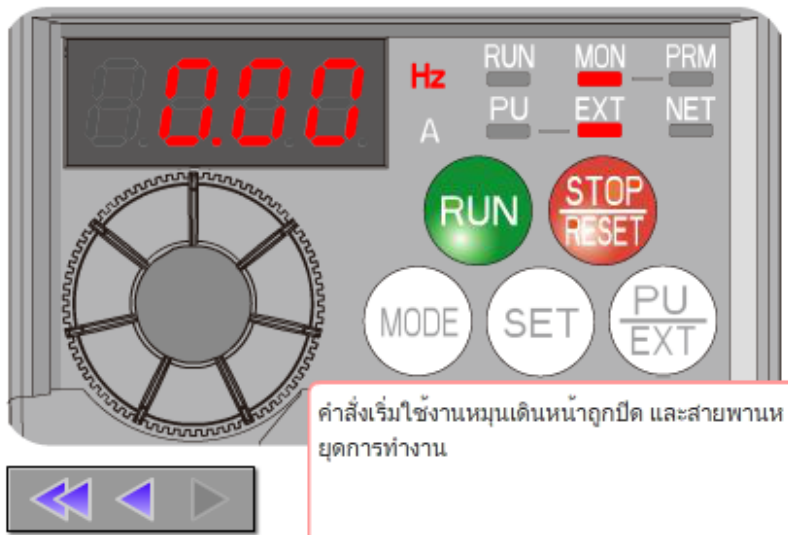 0.00
Hz
RUN MON PRM
A
PU EXT NET
RUN
STOP
RESET
MODE
SET
PU
EXT
คำสั่งเริ่มใช้งานหมุนเดินหน้าถูกปิด และสายพานห
ยุดการทำงาน